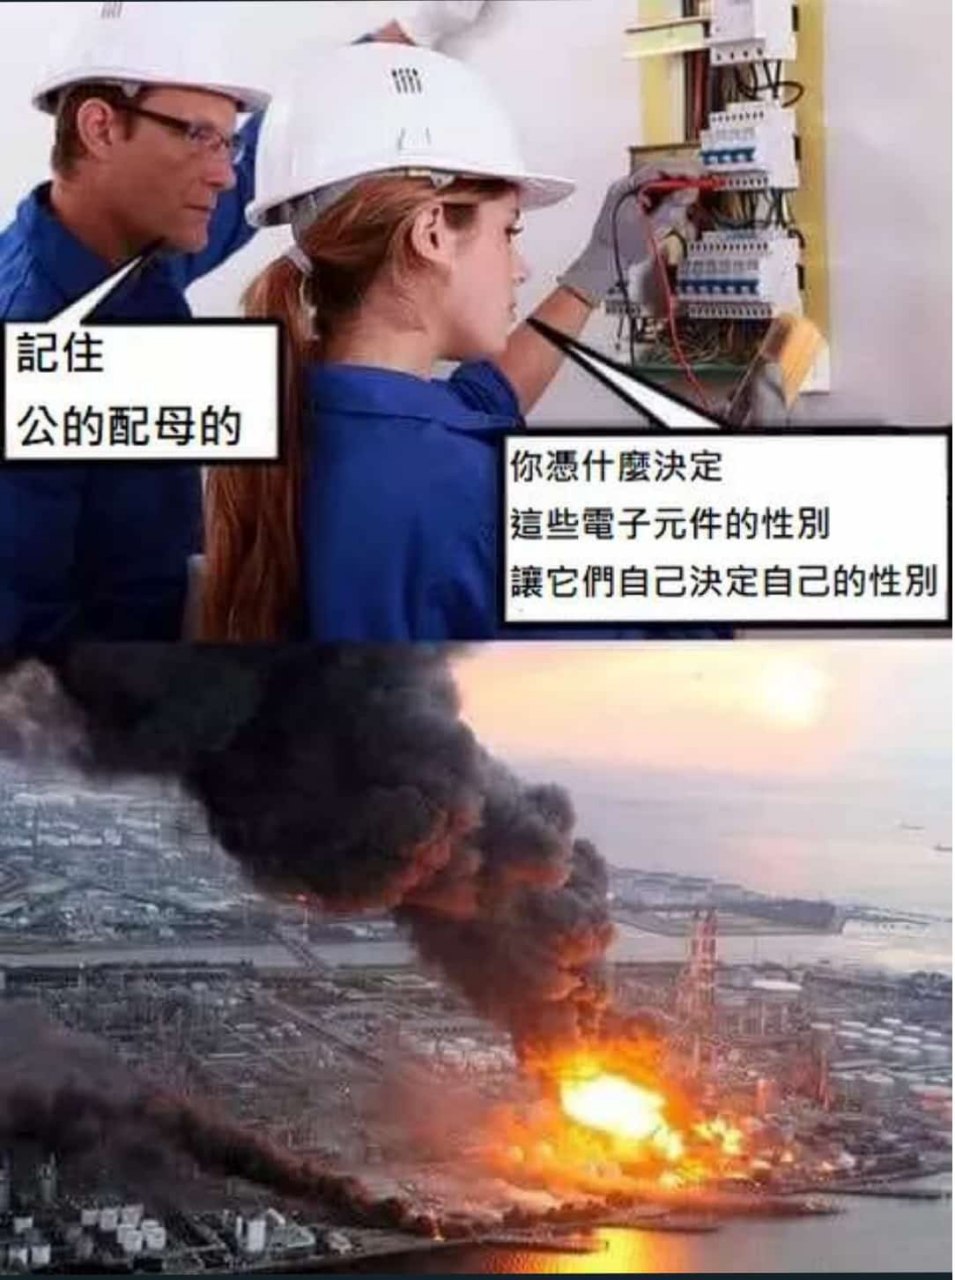 記住
公的配母的
你憑什麼決定
這些電子元件的性別
讓它們自己決定自己的性別